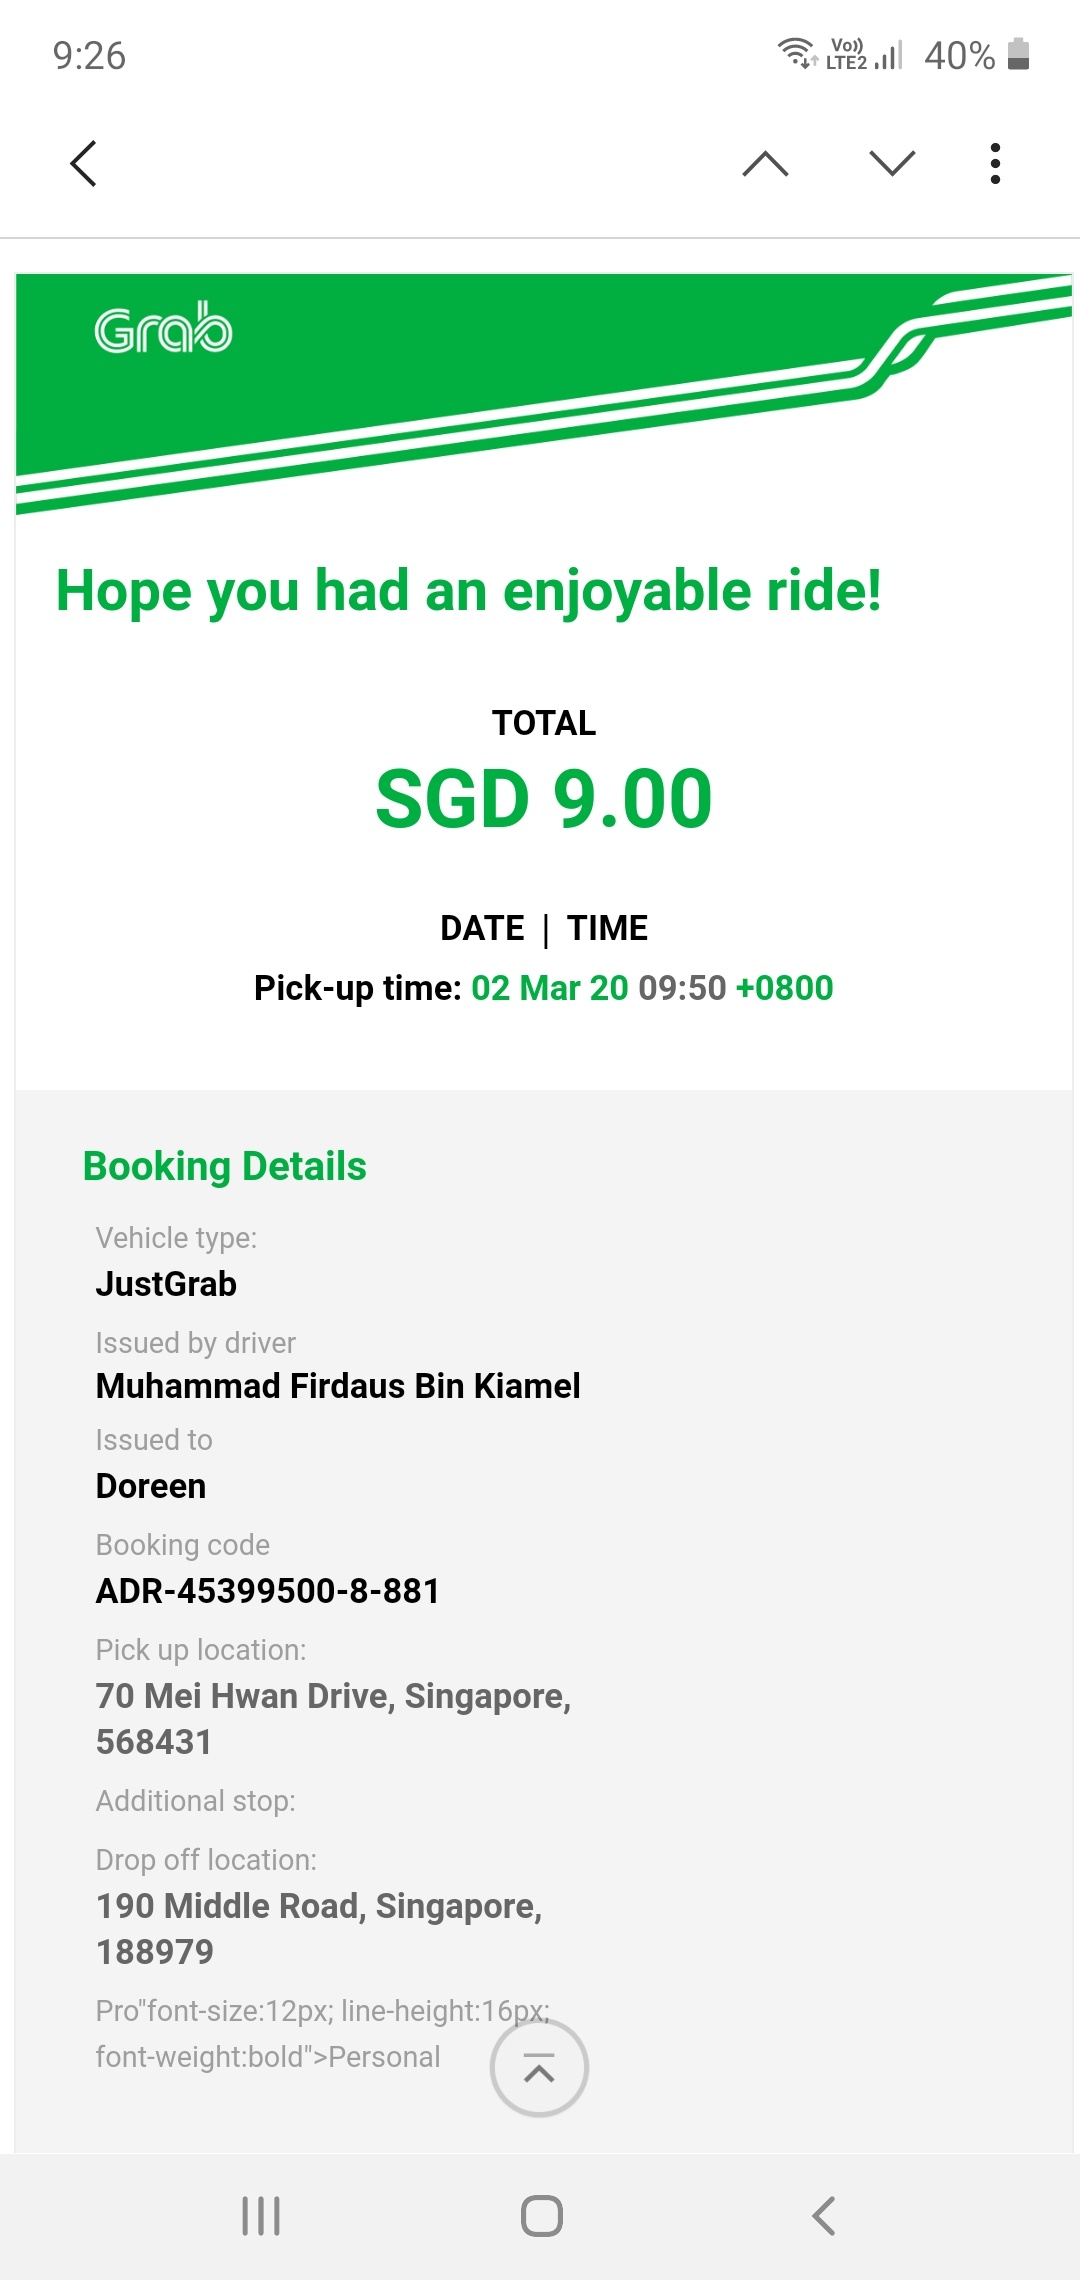 9:26
Vo)) LTE2 40%
Grab
Hope you had an enjoyable ride!
TOTAL
SGD 9.00
DATE | TIME
Pick-up time: 02 Mar 20 09:50 +0800
Booking Details
Vehicle type:
JustGrab
Issued by driver
Muhammad Firdaus Bin Kiamel
Issued to
Doreen
Booking code
ADR-45399500-8-881
Pick up location:
70 Mei Hwan Drive, Singapore,
568431
Additional stop:
Drop off location:
190 Middle Road, Singapore,
188979
Pro"font-size:12px; line-height:16px;
font-weight:bold">Personal